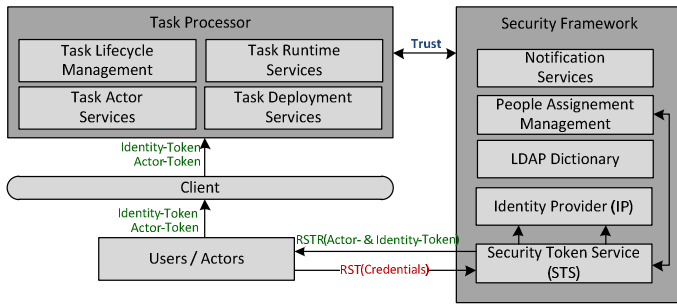 Task Processor
Task Lifecycle
Management
Task Runtime
Services
Task Actor
Services
Task Deployment
Services
Trust
Security Framework
Notification
Services
People Assignement
Management
LDAP Dictionary
Identity Provider (IP)
Security Token Service
(STS)
Identity-Token
Actor-Token
Client
Identity-Token
Actor-Token
Users / Actors
RSTR(Actor- & Identity-Token)
RST(Credentials)